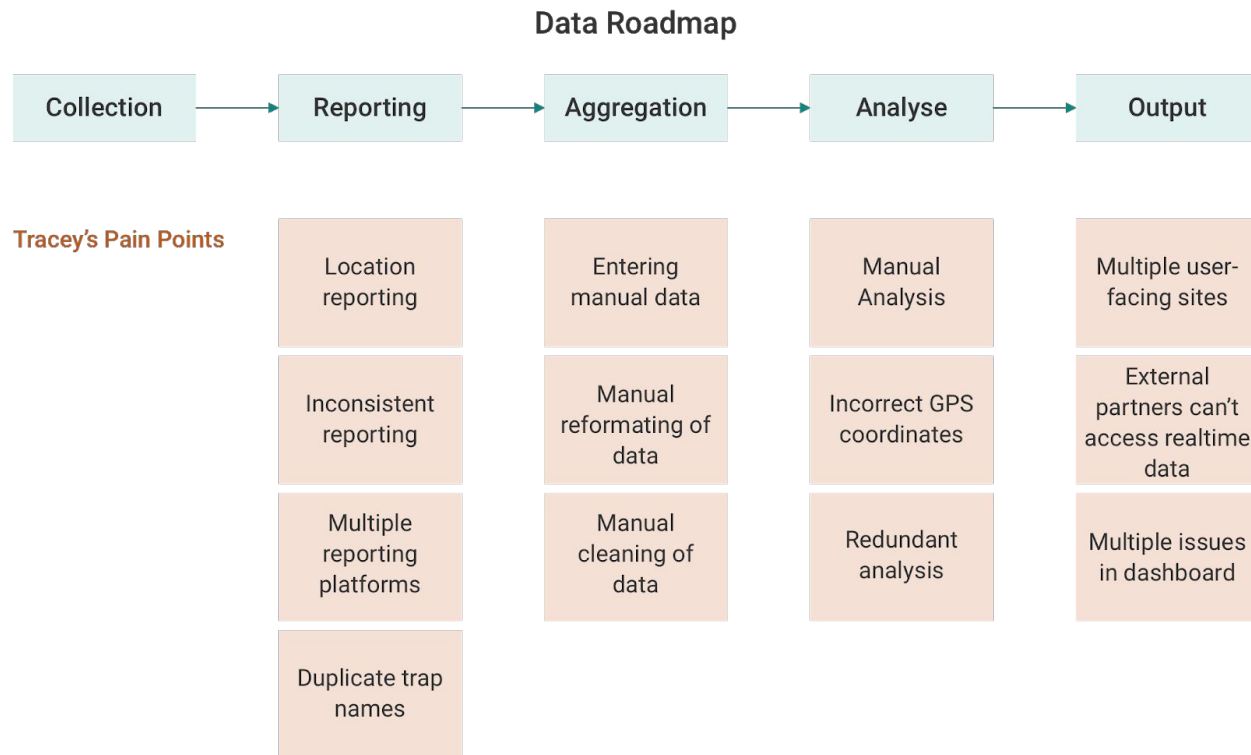 Data Roadmap
Collection
Reporting
Aggregation
Analyse
Output
Tracey's Pain Points
Location
reporting
Inconsistent
reporting
Multiple
reporting
platforms
Duplicate trap
names
Entering
manual data
Manual
reformating of
data
Manual
cleaning of
data
Manual
Analysis
Incorrect GPS
coordinates
Redundant
analysis
Multiple user-
facing sites
External
partners can't
access realtime
data
Multiple issues
in dashboard